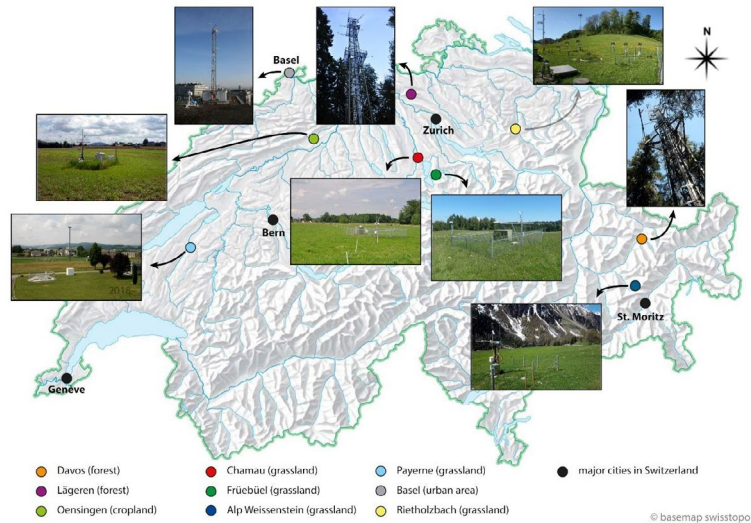 N
Basel
Zurich
Bern
2016
St. Moritz
Genève
Davos (forest)
Lägeren (forest)
Oensingen (cropland)
Chamau (grassland)
Früebüel (grassland)
Alp Weissenstein (grassland)
Payerne (grassland)
Basel (urban area)
Rietholzbach (grassland)
major cities in Switzerland
© basemap swisstopo